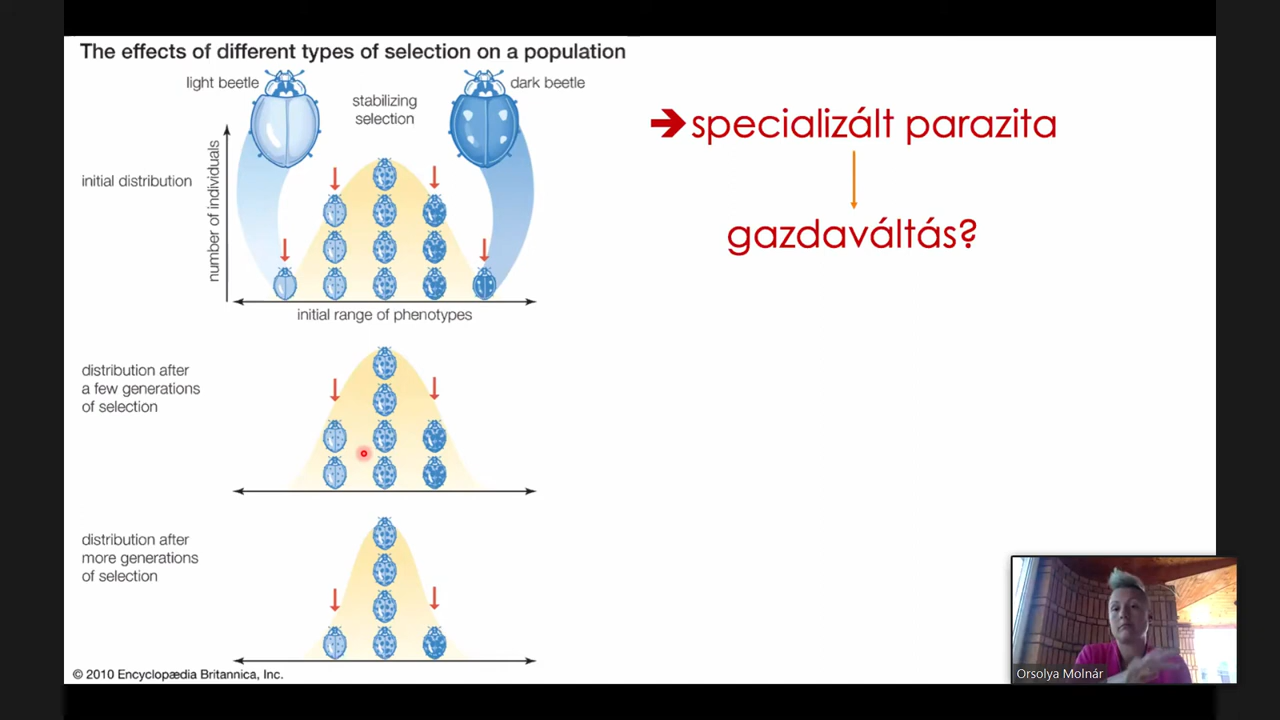 The effects of different types of selection on a population
light beetle
dark beetle
stabilizing
selection
initial distribution
number of individuals
initial range of phenotypes
distribution after
a few generations
of selection
distribution after
more generations
of selection
© 2010 Encyclopædia Britannica, Inc.
➔specializált parazita
gazdaváltás?
Orsolya Molnár